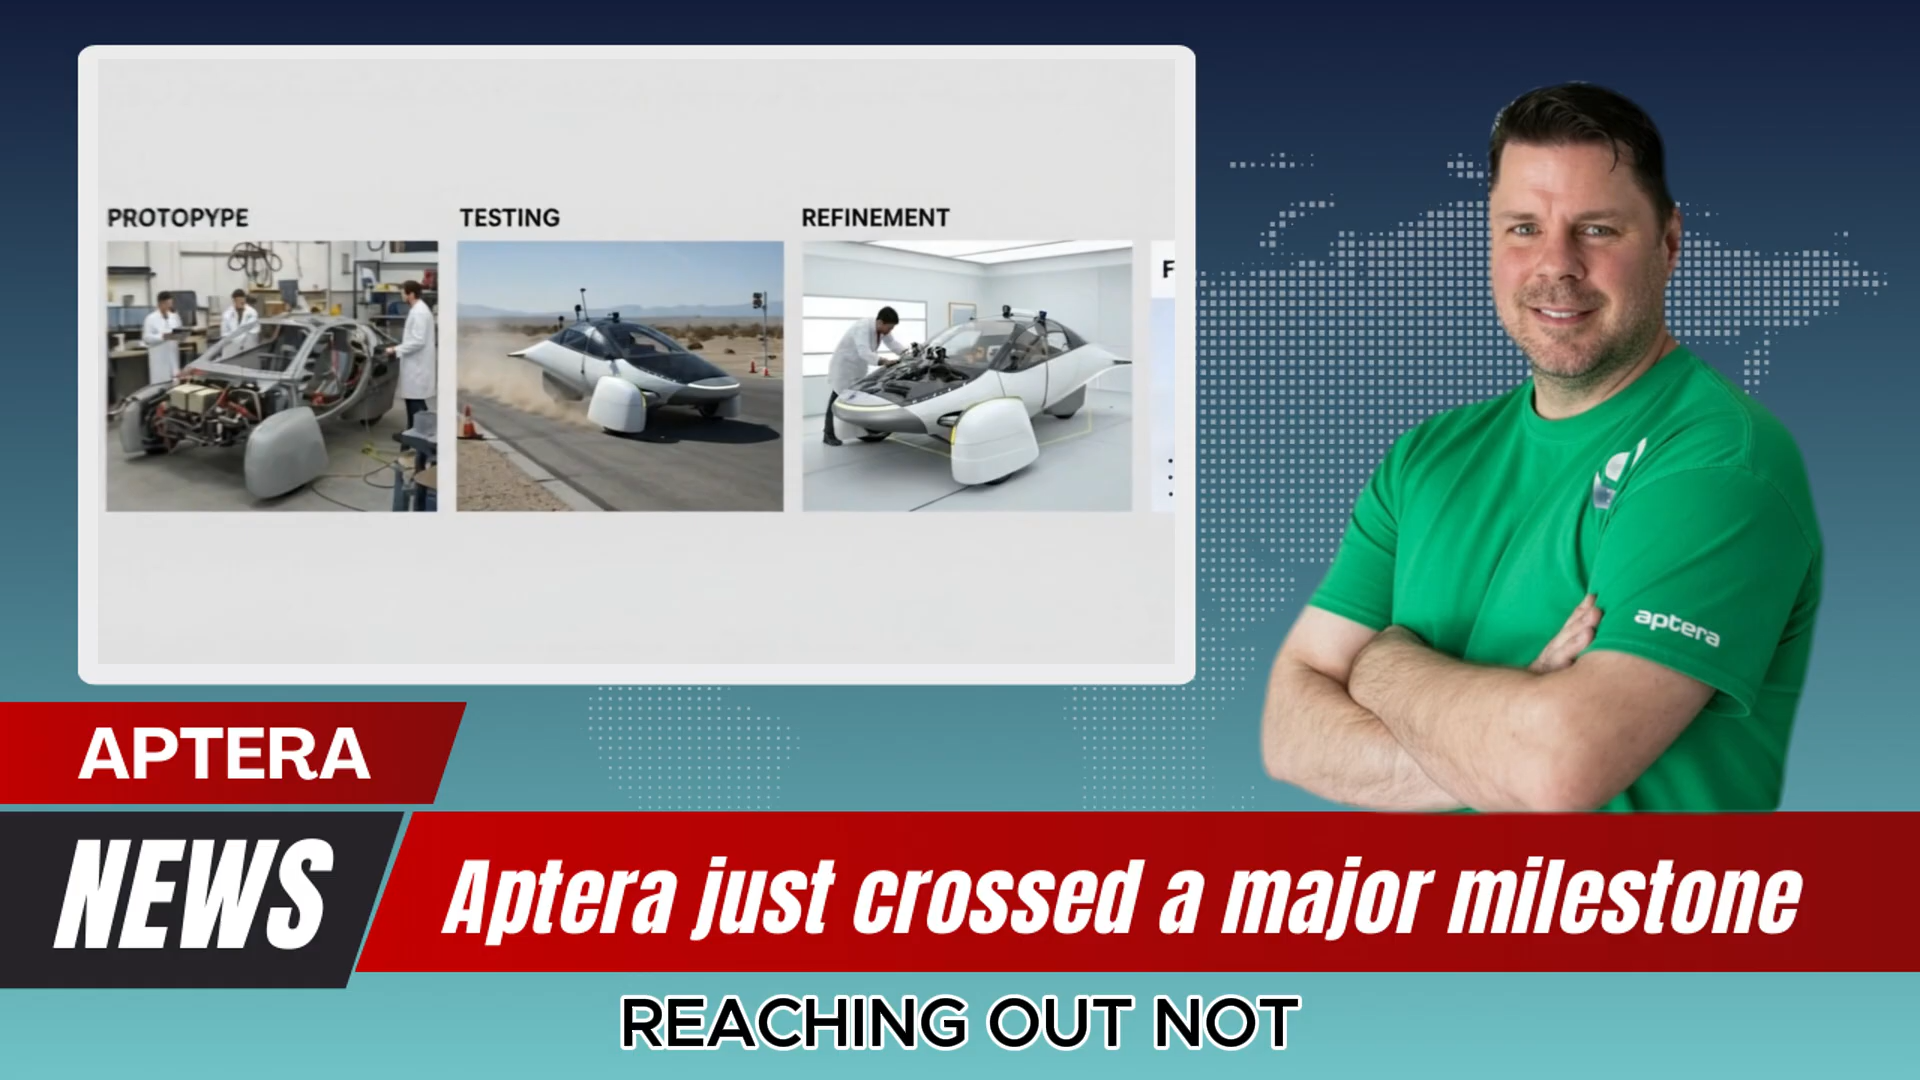 PROTOPYPE
TESTING
REFINEMENT
F
aptera
APTERA
NEWS
Aptera just crossed a major milestone
REACHING OUT NOT